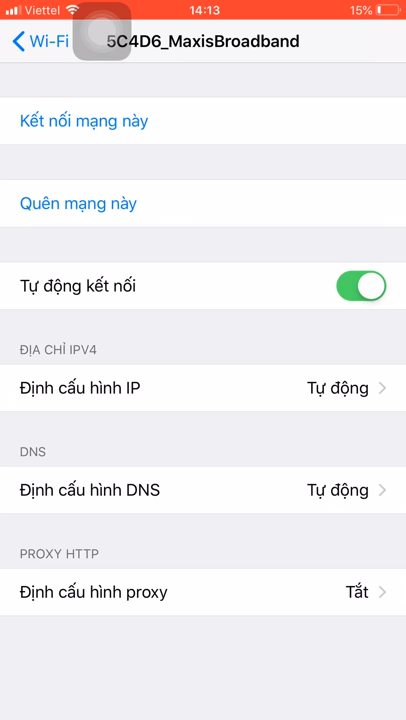 Viettel 14:13 15%
Wi-Fi 5C4D6_MaxisBroadband
Kết nối mạng này
Quên mạng này
Tự động kết nối
ĐỊA CHỈ IPV4
Định cấu hình IP Tự động
DNS
Định cấu hình DNS Tự động
PROXY HTTP
Định cấu hình proxy Tắt